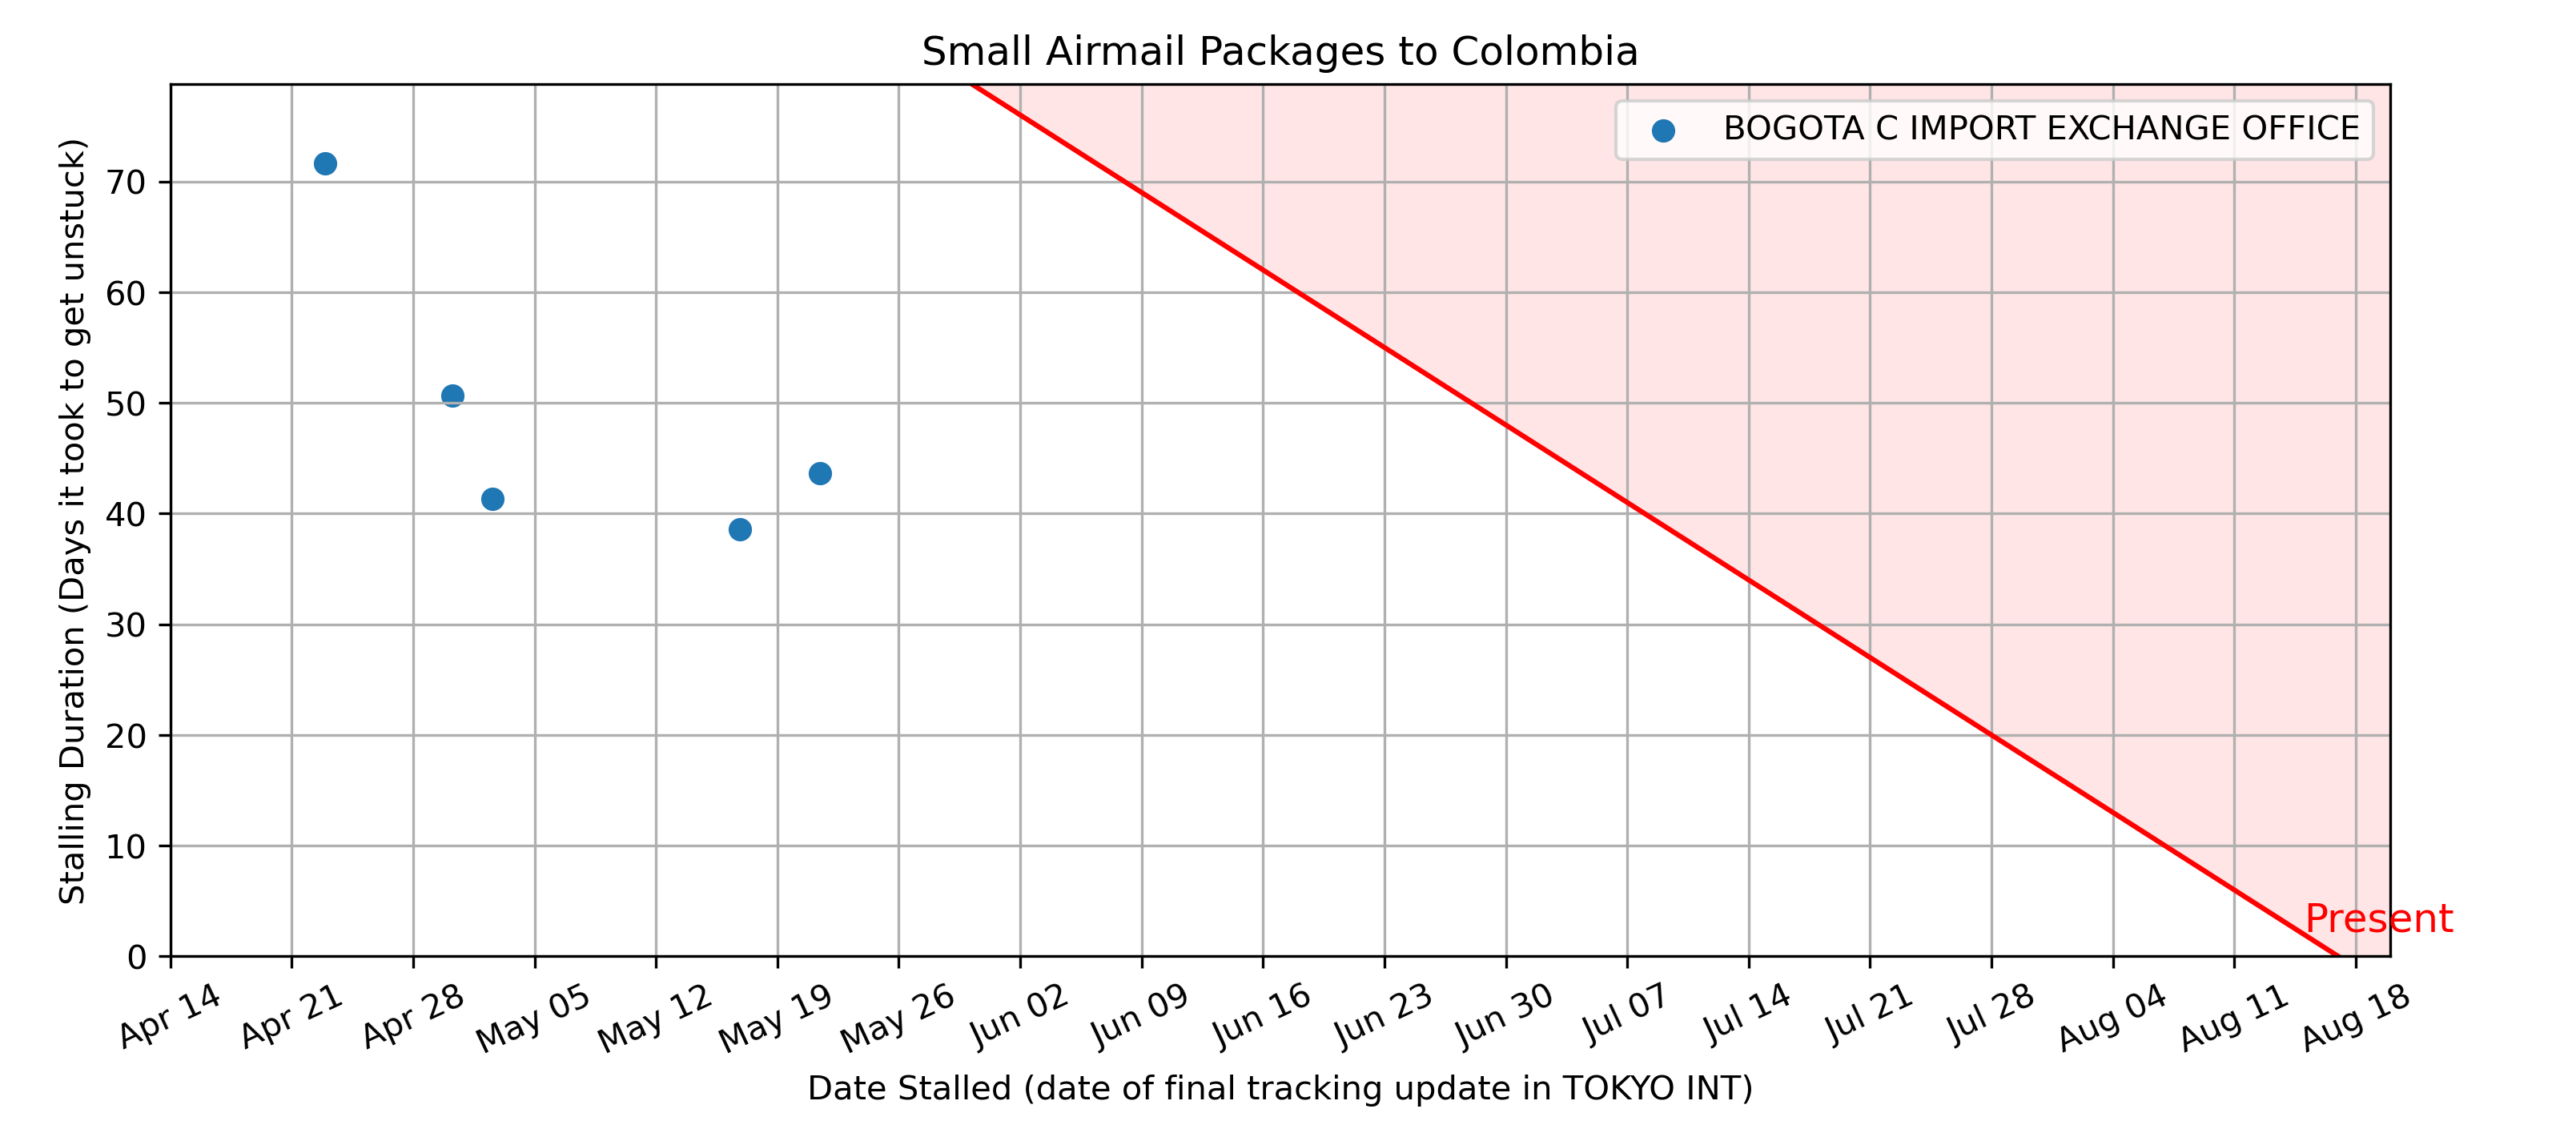 Small Airmail Packages to Colombia
BOGOTA C IMPORT EXCHANGE OFFICE
Stalling Duration (Days it took to get unstuck)
70
60
50
40
30
20
10
0
Present
Apr 14
Apr 21
Apr 28
May 05
May 12
May 19
May 26
Jun 02
Jun 09
Jun 16
Jun 23
Jun 30
Jul 07
Jul 14
Jul 21
Jul 28
Aug 04
Aug 11
Aug 18
Date Stalled (date of final tracking update in TOKYO INT)